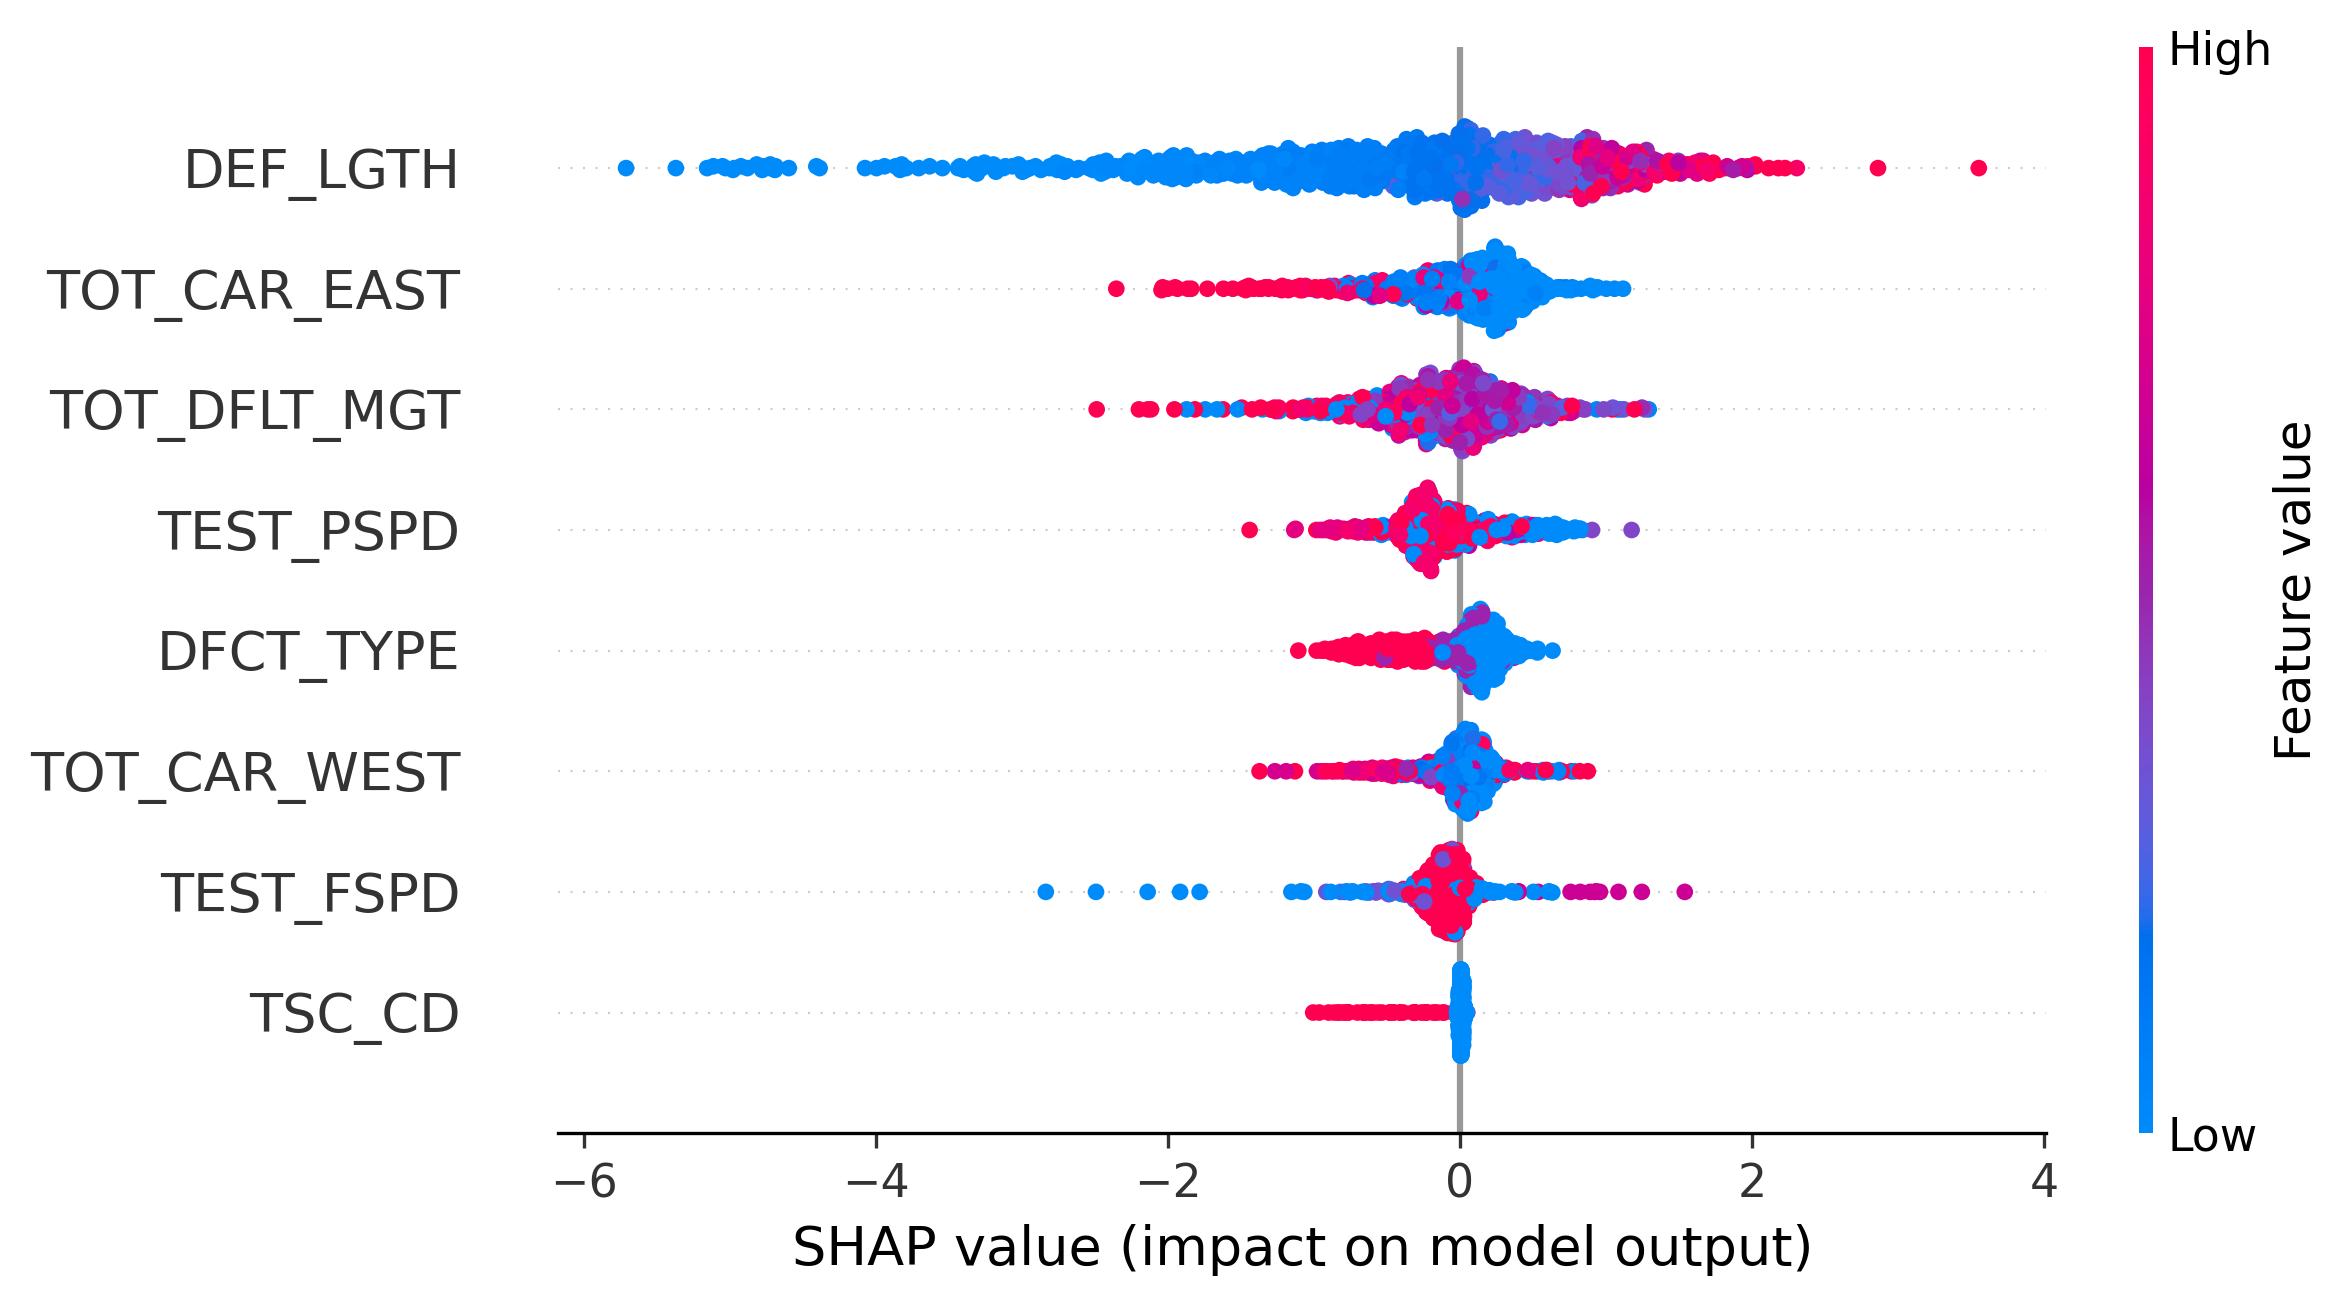 High
DEF_LGTH
TOT_CAR_EAST
TOT_DFLT_MGT
TEST_PSPD
DFCT_TYPE
TOT_CAR_WEST
TEST_FSPD
TSC_CD
Feature value
Low
−6 −4 −2 0 2 4
SHAP value (impact on model output)